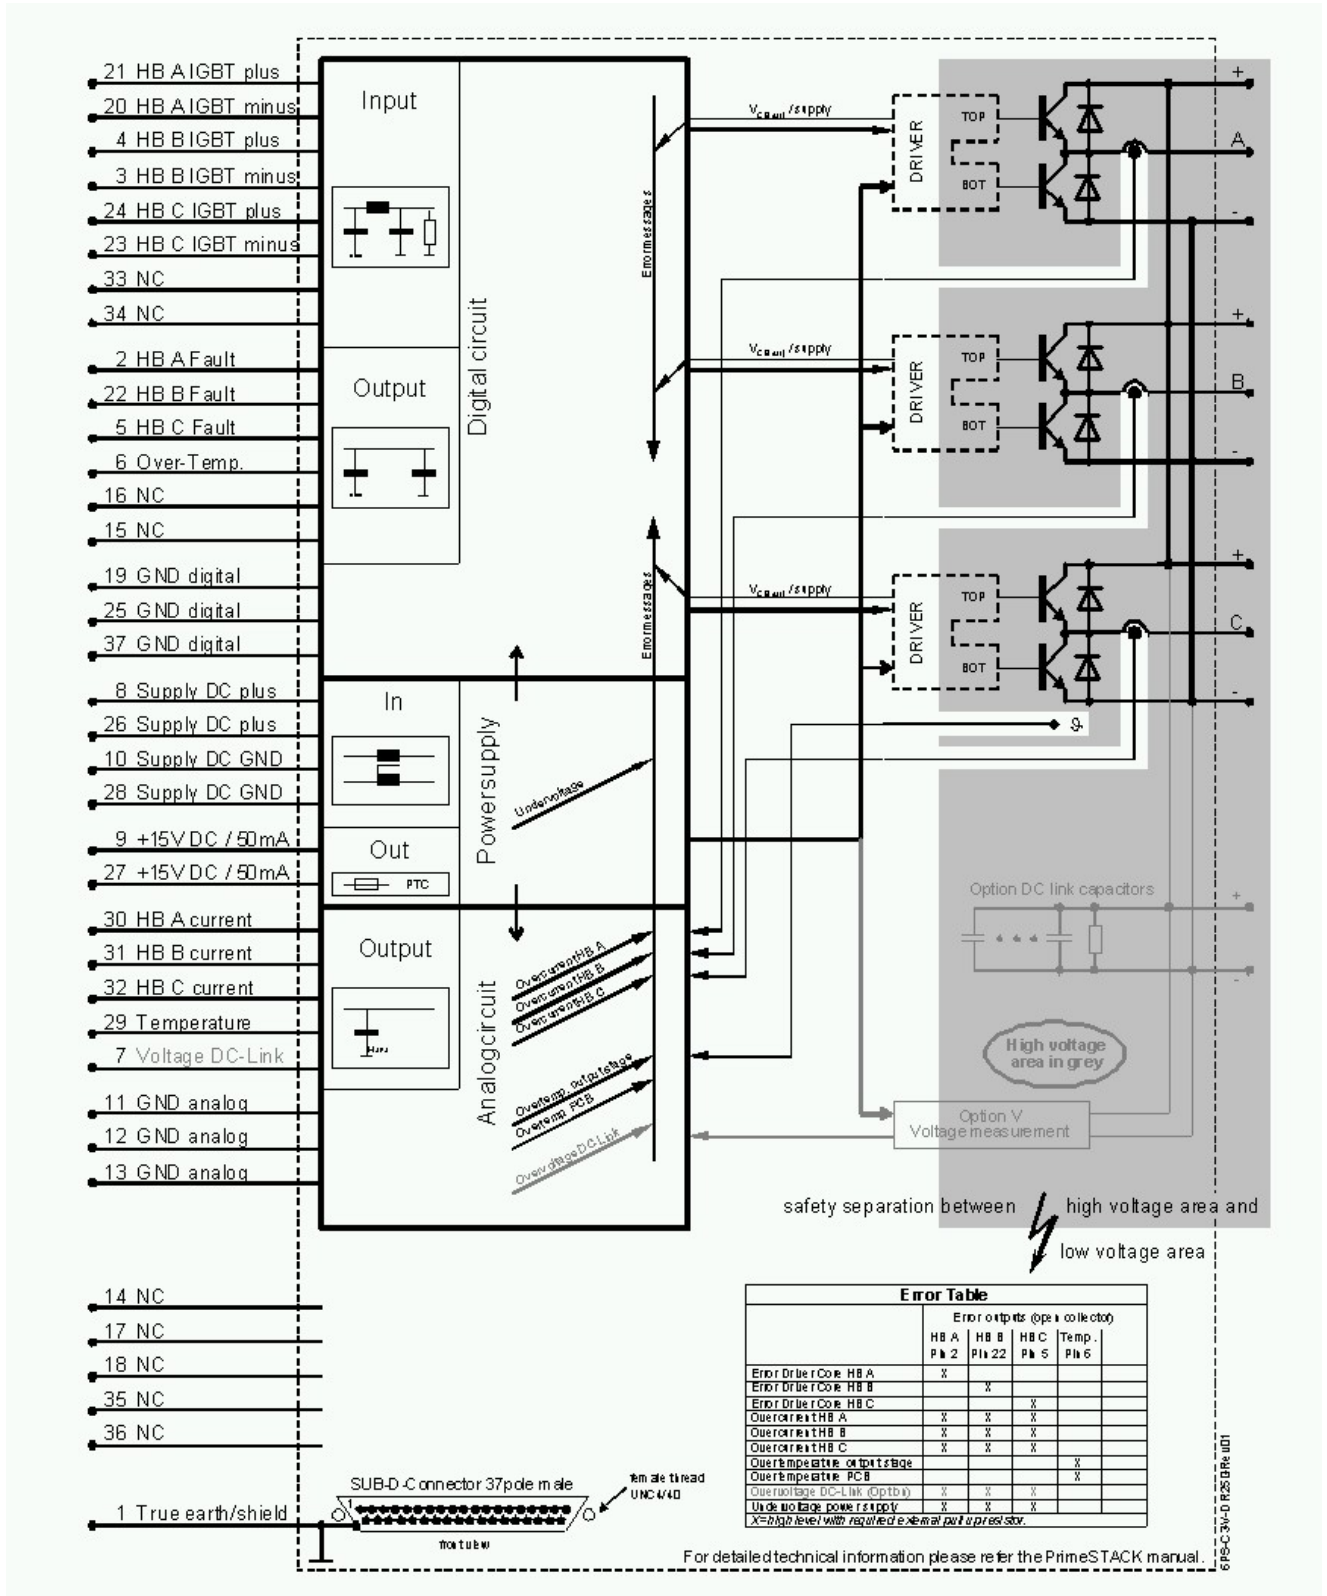 21 HB A IGBT plus
20 HB A IGBT minus
4 HB B IGBT plus
3 HB B IGBT minus
24 HB C IGBT plus
23 HB C IGBT minus
33 NC
34 NC
2 HB A Fault
22 HB B Fault
5 HB C Fault
6 Over-Temp.
16 NC
15 NC
19 GND digital
25 GND digital
37 GND digital
8 Supply DC plus
26 Supply DC plus
10 Supply DC GND
28 Supply DC GND
9 +15V DC / 50mA
27 +15V DC / 50mA
30 HB A current
31 HB B current
32 HB C current
29 Temperature
7 Voltage DC-Link
11 GND analog
12 GND analog
13 GND analog
14 NC
17 NC
18 NC
35 NC
36 NC
1 True earth/shield
Input
Output
Digital circuit
In
Out
PTC
Powersupply
Output
Analogcircuit
Errormessages
Errormessages
Undervoltage
Overcurrent HB A
Overcurrent HB B
Overcurrent HB C
Overtemp. output stage
Overtemp. PCB
Overvoltage DC-Link
/ supply
DRIVER
TOP
BOT
+
A
-
/ supply
DRIVER
TOP
BOT
+
B
-
/ supply
DRIVER
TOP
BOT
+
C
-
ϑ
Option DC link capacitors
+
-
High voltage
area in grey
Option V
Voltage measurement
safety separation between high voltage area and
low voltage area
Error Table
Error outputs (open collector)
HB A HB B HB C Temp.
Pin 2 Pin 22 Pin 5 Pin 6
Error Driver Core HB A X
Error Driver Core HB B X
Error Driver Core HB C X
Overcurrent HB A X X X
Overcurrent HB B X X X
Overcurrent HB C X X X
Overtemperature output stage X
Overtemperature PCB X
Overvoltage DC-Link (Option) X X X
Undervoltage power supply X X X
X=high level with required external pull up resistor.
SUB-D-Connector 37pole male
female thread
UNC4/40
1
front view
For detailed technical information please refer the PrimeSTACK manual.